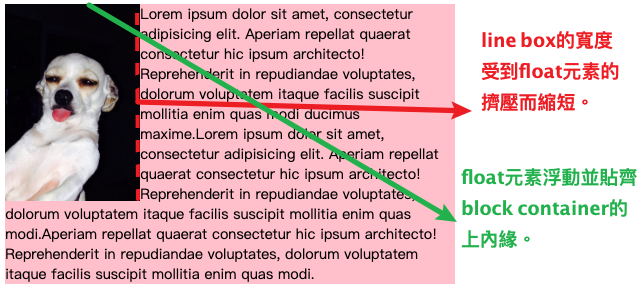 Lorem ipsum dolor sit amet, consectetur
adipisicing elit. Aperiam repellat quaerat
consectetur hic ipsum architecto!
Reprehenderit in repudiandae voluptates,
dolorum voluptatem itaque facilis suscipit
mollitia enim quas modi ducimus
maxime.Lorem ipsum dolor sit amet,
consectetur adipisicing elit. Aperiam repellat
quaerat consectetur hic ipsum architecto!
Reprehenderit in repudiandae voluptates,
dolorum voluptatem itaque facilis suscipit mollitia enim quas
modi.Aperiam repellat quaerat consectetur hic ipsum architecto!
Reprehenderit in repudiandae voluptates, dolorum voluptatem
itaque facilis suscipit mollitia enim quas modi.
line box的寬度
受到float元素的
擠壓而縮短。
float元素浮動並貼齊
block container的
上內緣。